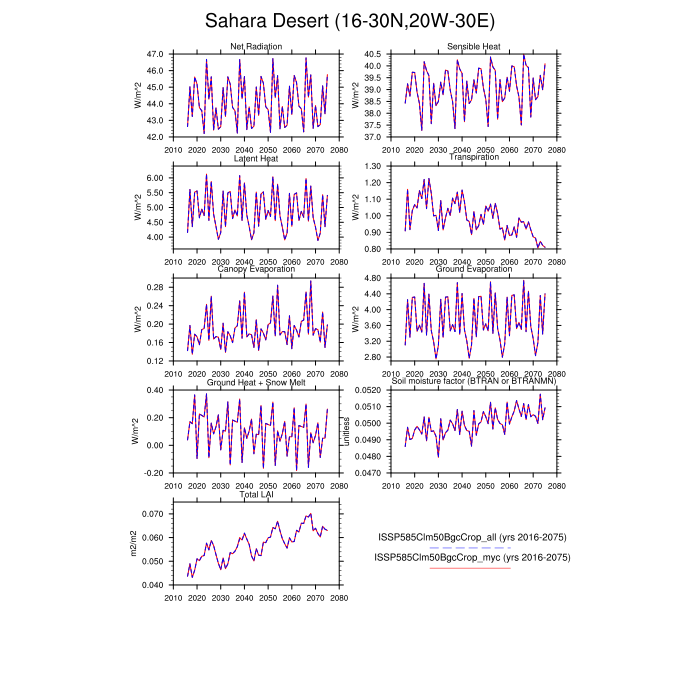 Sahara Desert (16-30N,20W-30E)
Net Radiation
Sensible Heat
47.0
46.0
45.0
44.0
43.0
42.0
W/m^2
2010 2020 2030 2040 2050 2060 2070 2080
40.5
40.0
39.5
39.0
38.5
38.0
37.5
37.0
W/m^2
2010 2020 2030 2040 2050 2060 2070 2080
Latent Heat
Transpiration
6.00
5.00
4.00
W/m^2
2010 2020 2030 2040 2050 2060 2070 2080
1.30
1.20
1.10
1.00
0.90
0.80
W/m^2
2010 2020 2030 2040 2050 2060 2070 2080
Canopy Evaporation
Ground Evaporation
0.28
0.24
0.20
0.16
0.12
W/m^2
2010 2020 2030 2040 2050 2060 2070 2080
4.80
4.40
4.00
3.60
3.20
2.80
W/m^2
2010 2020 2030 2040 2050 2060 2070 2080
Ground Heat + Snow Melt
Soil moisture factor (BTRAN or BTRANMN)
0.40
0.20
0.00
-0.20
W/m^2
2010 2020 2030 2040 2050 2060 2070 2080
0.0520
0.0510
0.0500
0.0490
0.0480
0.0470
unitless
2010 2020 2030 2040 2050 2060 2070 2080
Total LAI
0.070
0.060
0.050
0.040
m2/m2
2010 2020 2030 2040 2050 2060 2070 2080
ISSP585Clm50BgcCrop_all (yrs 2016-2075)
ISSP585Clm50BgcCrop_myc (yrs 2016-2075)